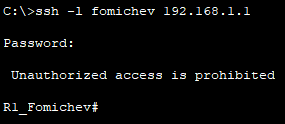 C:\>ssh -l fomichev 192.168.1.1
Password:
Unauthorized access is prohibited
R1_Fomichev#